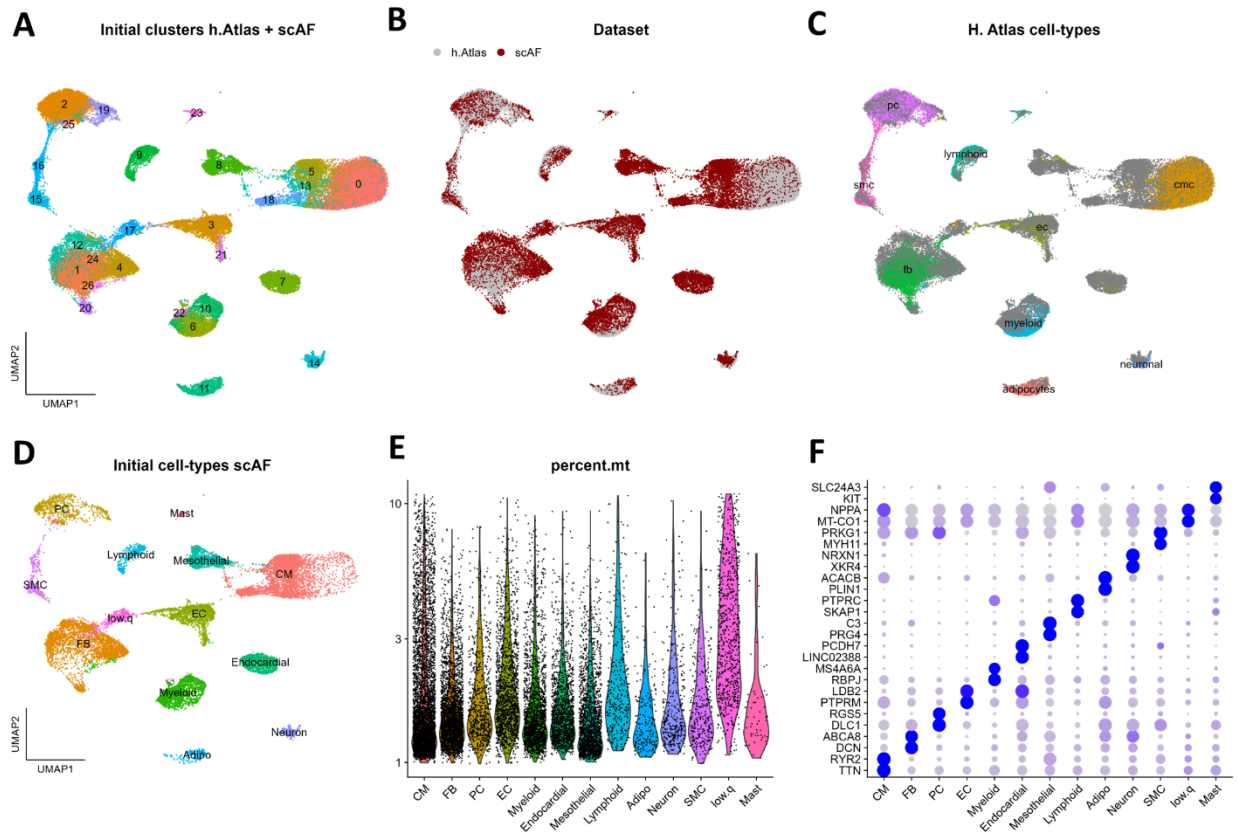 A
Initial clusters h.Atlas + scAF
2
19
25
23
9
8
5
13
0
16
18
15
17
3
12
24
1
4
21
26
20
7
10
22
6
14
11
UMAP2
UMAP1
B
Dataset
h.Atlas
scAF
C
H. Atlas cell-types
pc
lymphoid
smc
cmc
ec
fb
myeloid
neuronal
adipocytes
D
Initial cell-types scAF
PC
Mast
Lymphoid
Mesothelial
CM
SMC
low.q
EC
FB
Endocardial
Myeloid
Neuron
Adipo
UMAP2
UMAP1
E
percent.mt
10
3
1
CM
FB
PC
EC
Myeloid
Endocardial
Mesothelial
Lymphoid
Adipo
Neuron
SMC
low.q
Mast
F
SLC24A3
KIT
NPPA
MT-CO1
PRKG1
MYH11
NRXN1
XKR4
ACACB
PLIN1
PTPRC
SKAP1
C3
PRG4
PCDH7
LINC02388
MS4A6A
RBPJ
LDB2
PTPRM
RGS5
DLC1
ABCA8
DCN
RYR2
TTN
CM
FB
PC
EC
Myeloid
Endocardial
Mesothelial
Lymphoid
Adipo
Neuron
SMC
low.q
Mast